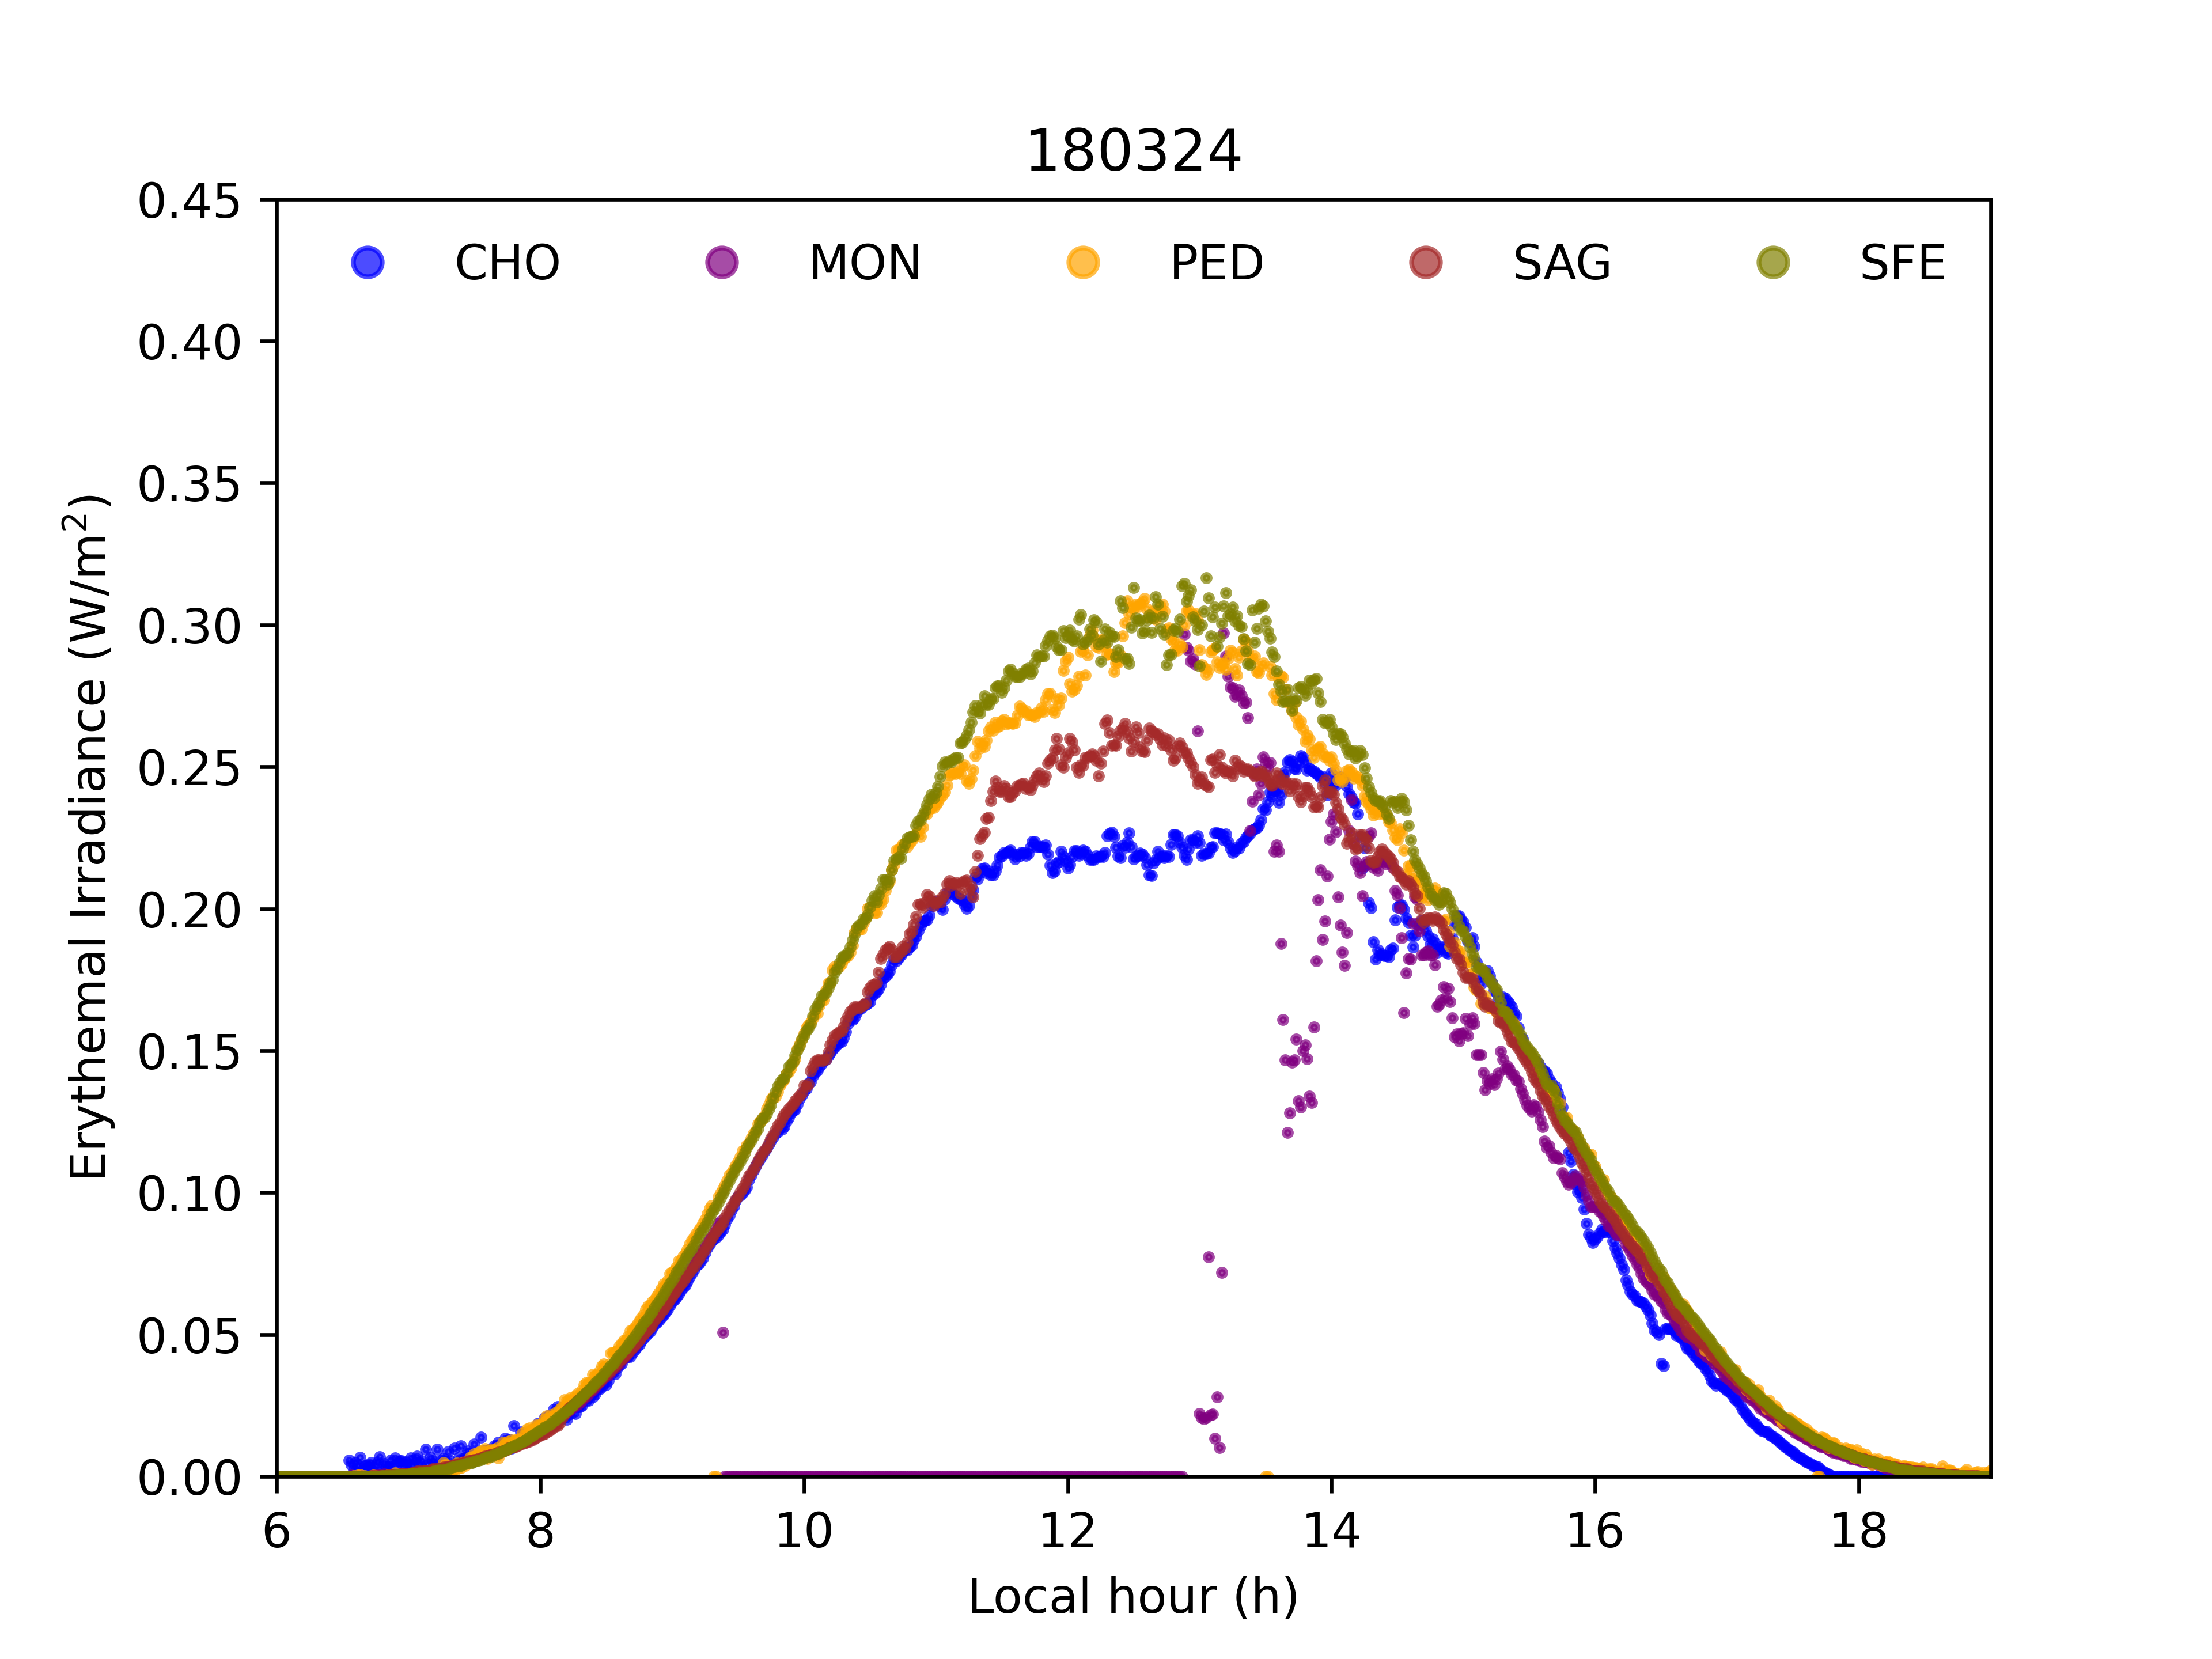 180324
0.45
CHO MON PED SAG SFE
0.40
0.35
0.30
0.25
0.20
0.15
0.10
0.05
0.00
Erythemal Irradiance (W/m²)
6 8 10 12 14 16 18
Local hour (h)